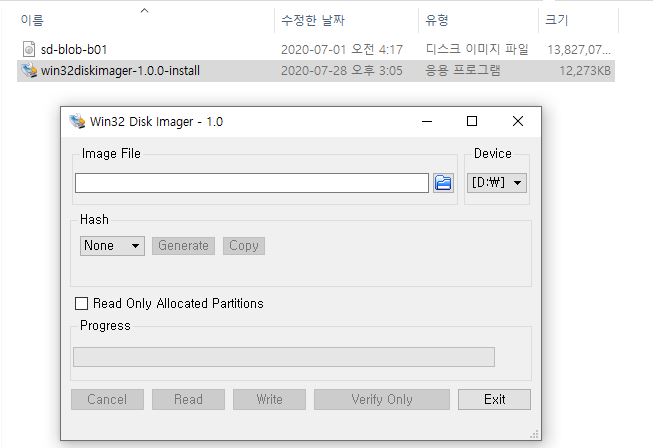 이름 수정한 날짜 유형 크기
sd-blob-b01 2020-07-01 오전 4:17 디스크 이미지 파일 13,827,07...
win32diskimager-1.0.0-install 2020-07-28 오후 3:05 응용 프로그램 12,273KB
Win32 Disk Imager - 1.0
Image File Device
[D:₩]
Hash
None Generate Copy
Read Only Allocated Partitions
Progress
Cancel Read Write Verify Only Exit